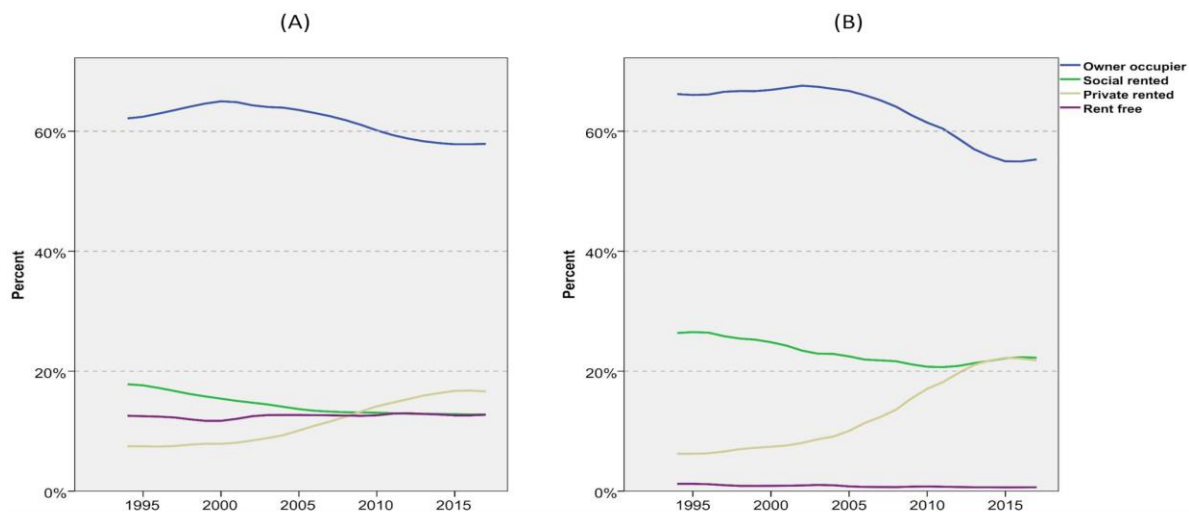 (A)
(B)
Percent
60%
40%
20%
0%
1995 2000 2005 2010 2015
Percent
60%
40%
20%
0%
1995 2000 2005 2010 2015
Owner occupier
Social rented
Private rented
Rent free